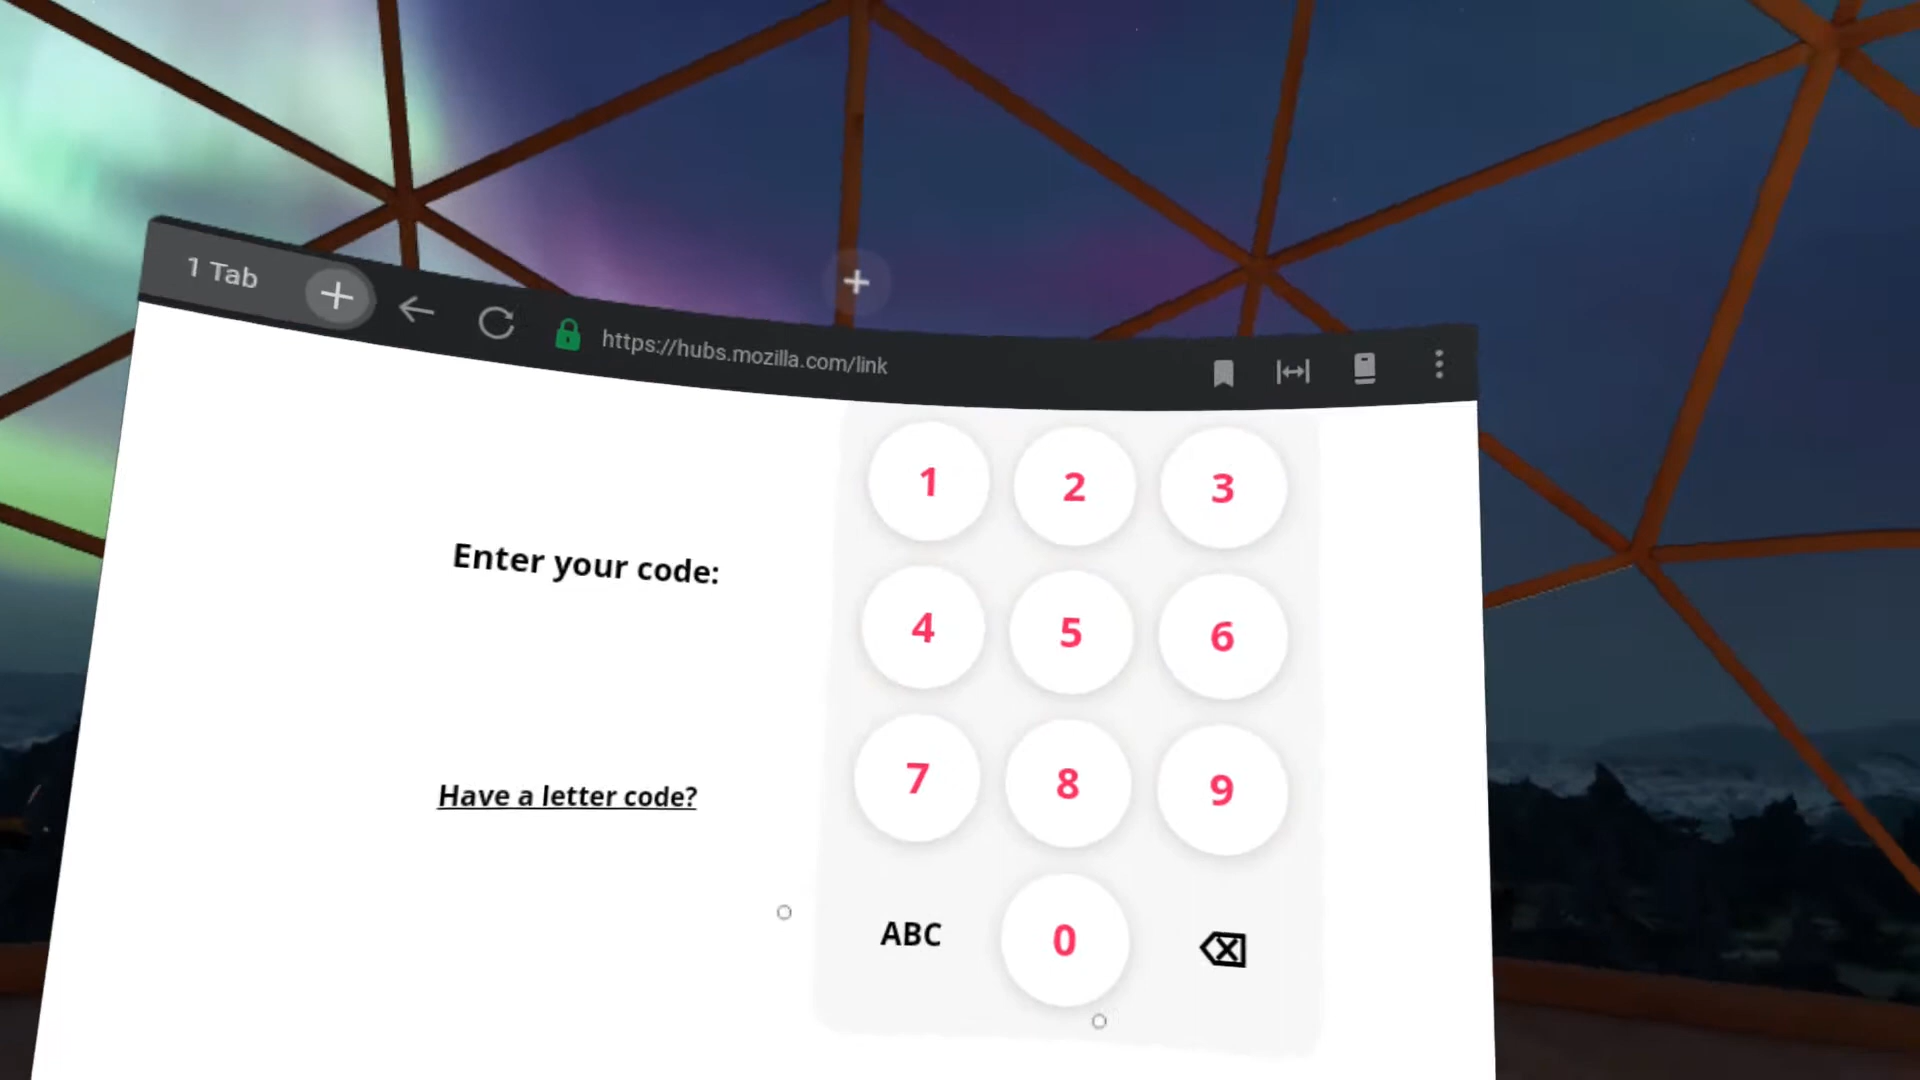 1 Tab
https://hubs.mozilla.com/link
Enter your code:
Have a letter code?
1 2 3
4 5 6
7 8 9
ABC 0